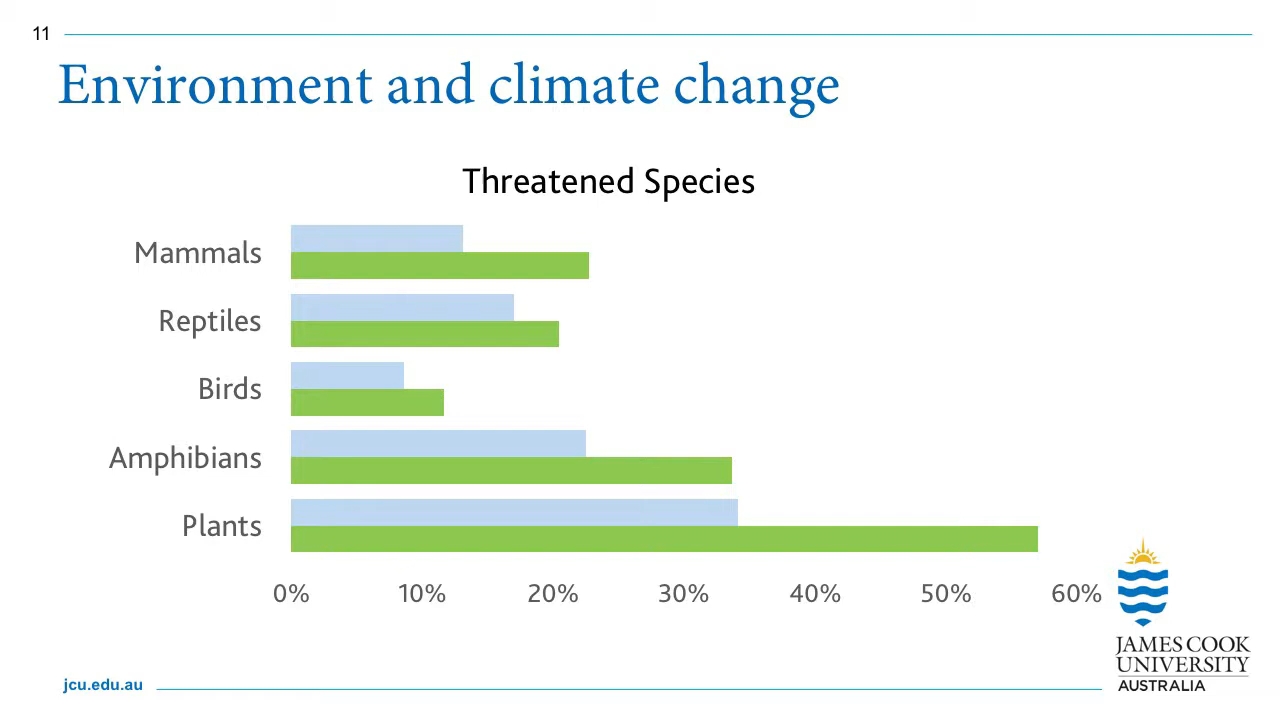 11
Environment and climate change
Threatened Species
Mammals
Reptiles
Birds
Amphibians
Plants
0% 10% 20% 30% 40% 50% 60%
JAMES COOK
UNIVERSITY
AUSTRALIA
jcu.edu.au